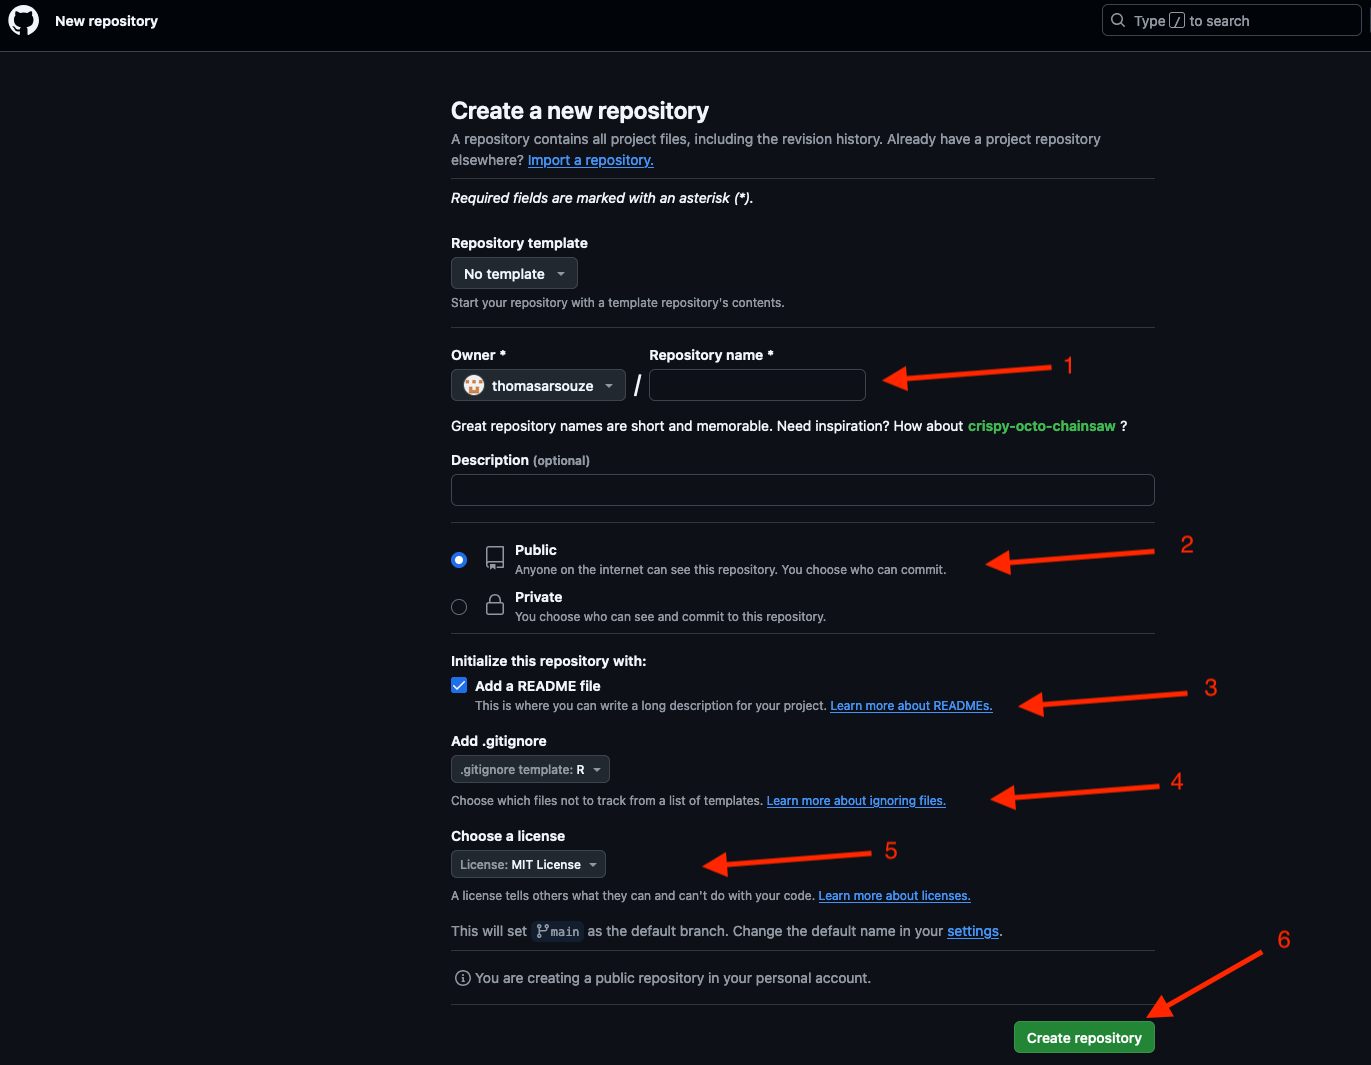 New repository
Type / to search
Create a new repository
A repository contains all project files, including the revision history. Already have a project repository
elsewhere? Import a repository.
Required fields are marked with an asterisk (*).
Repository template
No template
Start your repository with a template repository's contents.
Owner * Repository name *
1
thomasarsouze /
Great repository names are short and memorable. Need inspiration? How about crispy-octo-chainsaw ?
Description (optional)
Public
2
Anyone on the internet can see this repository. You choose who can commit.
Private
You choose who can see and commit to this repository.
Initialize this repository with:
Add a README file
3
This is where you can write a long description for your project. Learn more about READMEs.
Add .gitignore
.gitignore template: R
4
Choose which files not to track from a list of templates. Learn more about ignoring files.
Choose a license
5
License: MIT License
A license tells others what they can and can't do with your code. Learn more about licenses.
This will set main as the default branch. Change the default name in your settings.
6
You are creating a public repository in your personal account.
Create repository